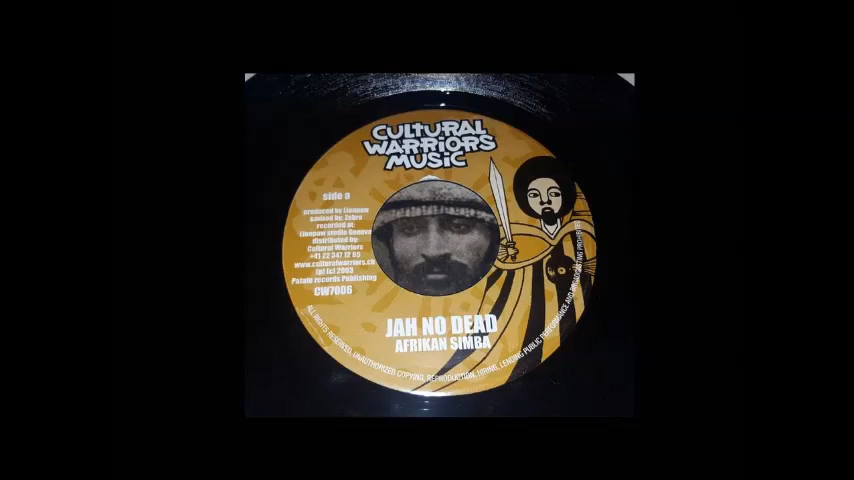 CULTURAL
WARRIORS
MUSIC
side a
produced by Lionpaw
& mixed by: Zebra
recorded at:
Lionpaw studio Geneva
distributed by:
Cultural Warriors
+41 22 347 12 85
www.culturalwarriors.ch
(p) (c) 2003
Patate records Publishing
CW7006
JAH NO DEAD
AFRIKAN SIMBA
ALL RIGHTS RESERVED, UNAUTHORIZED COPYING, REPRODUCTION, HIRING, LENDING PUBLIC PERFORMANCE AND BROADCASTING PROHIBITED